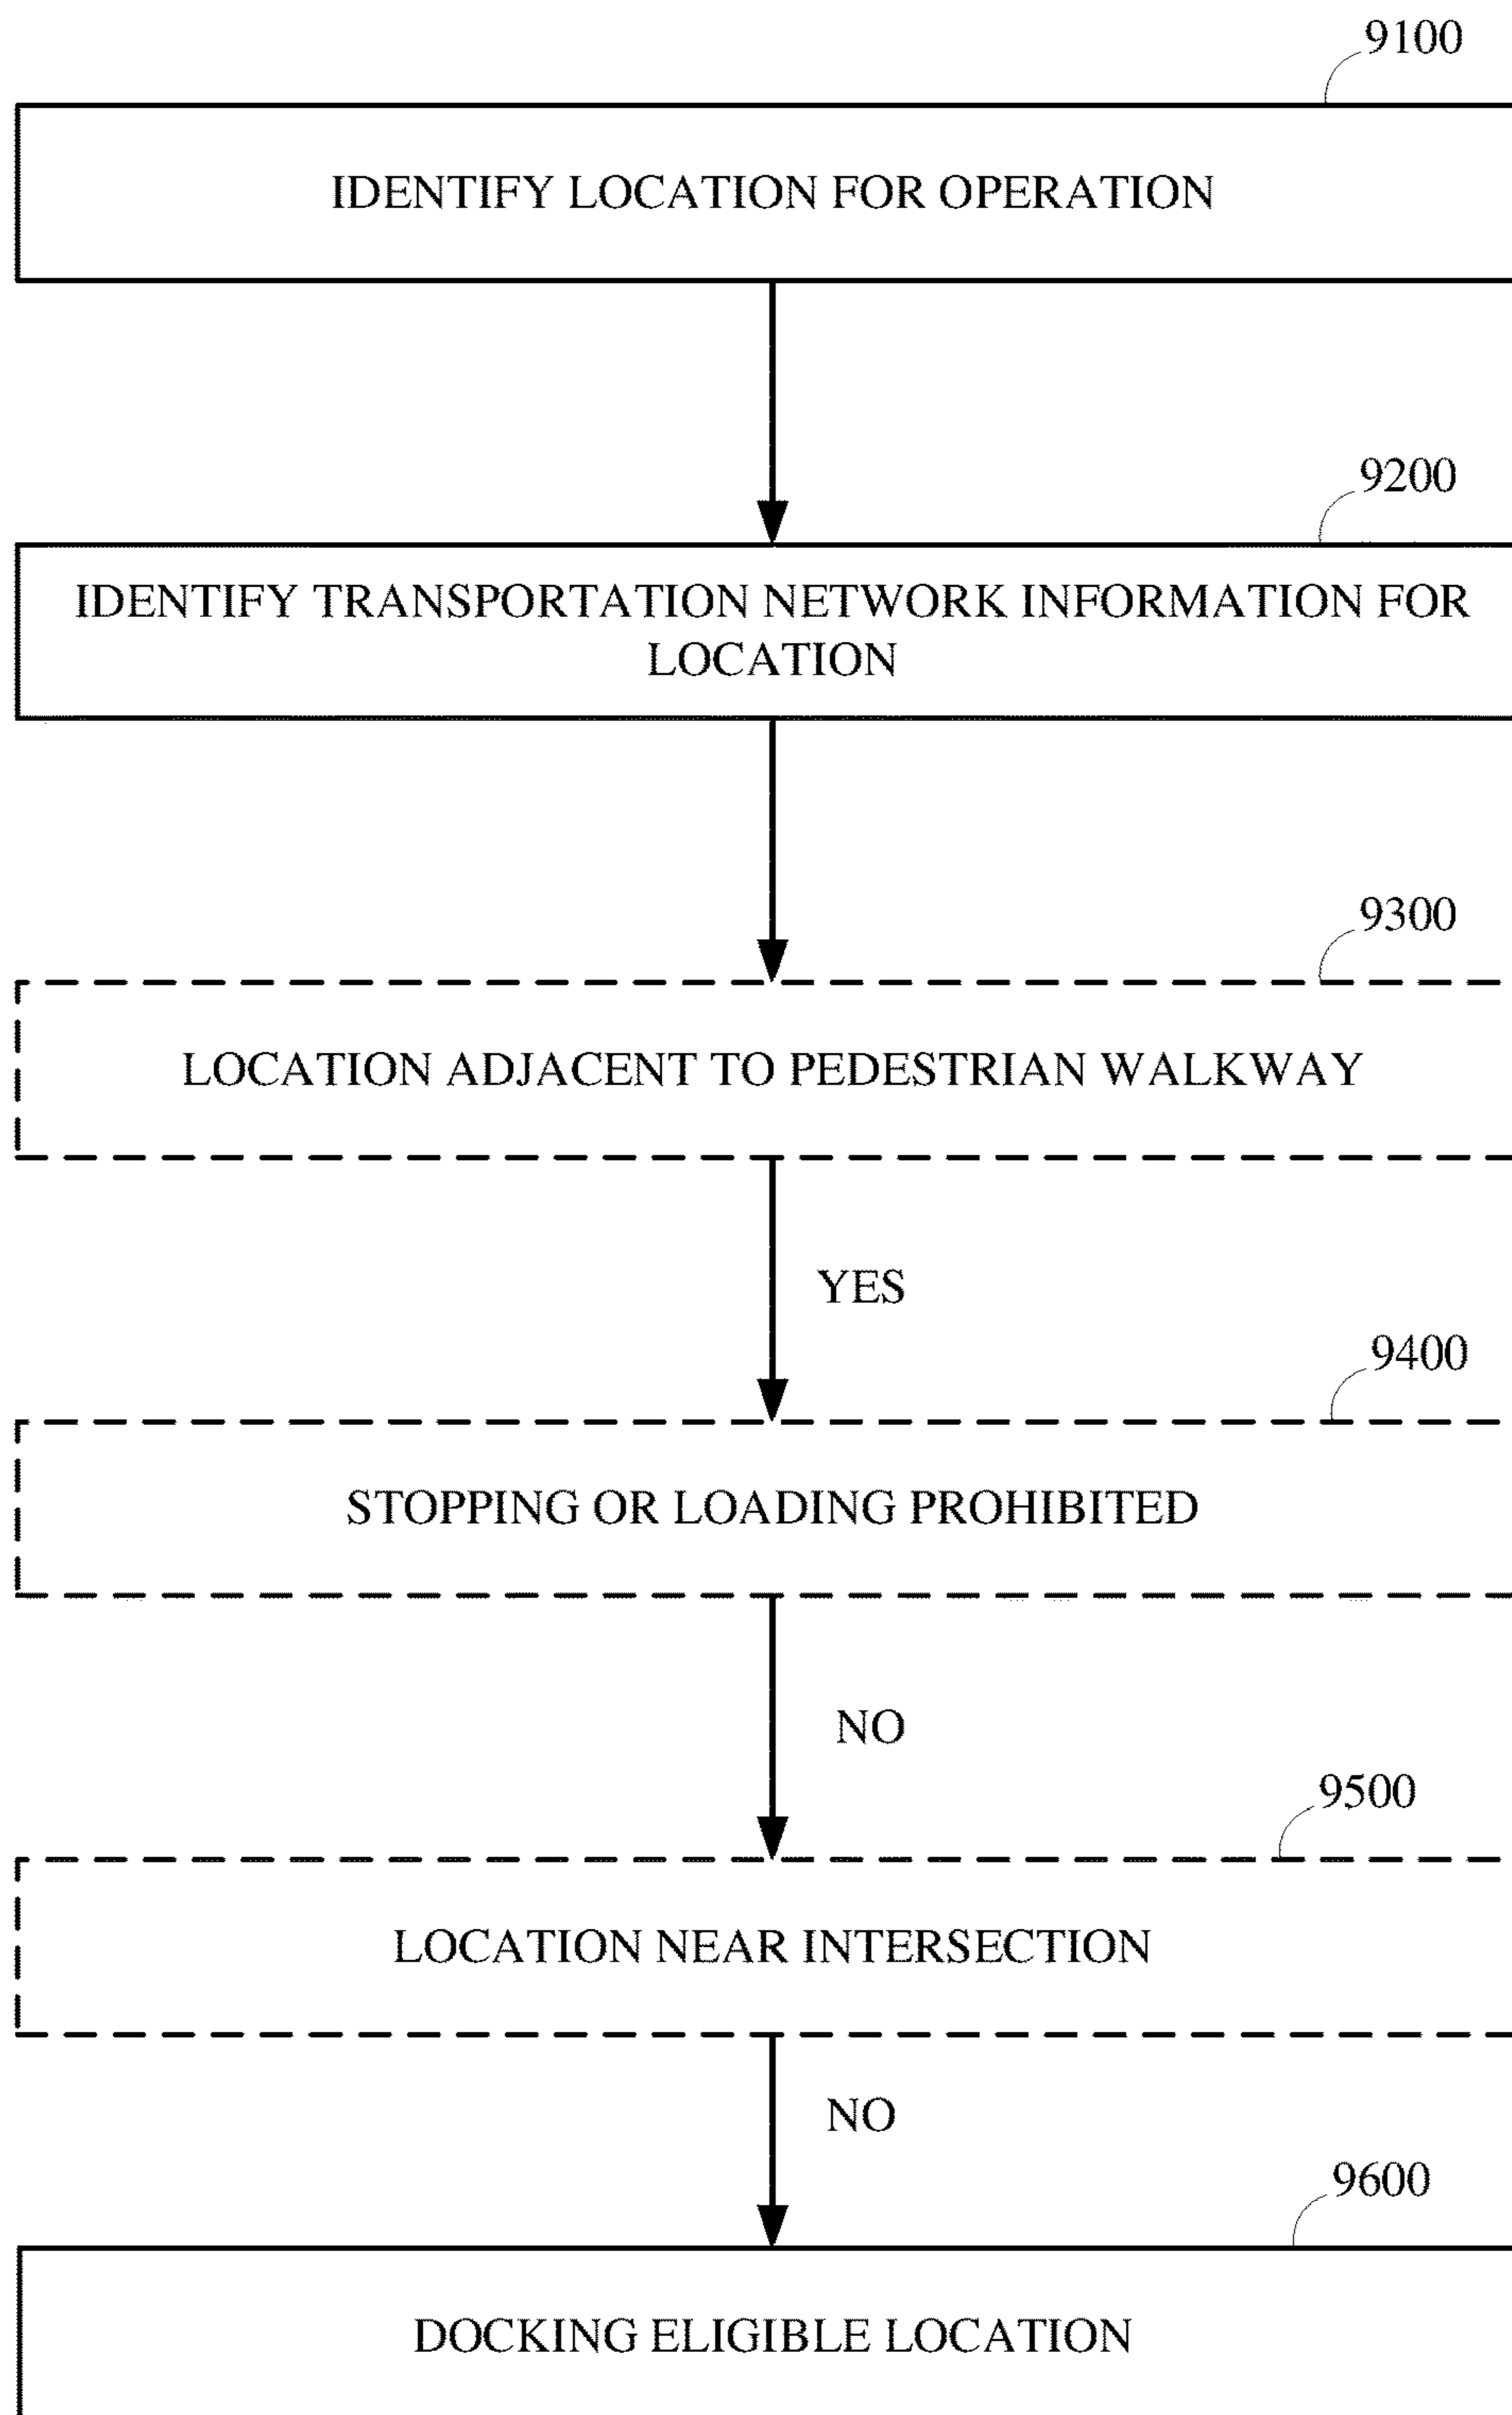 9100
IDENTIFY LOCATION FOR OPERATION
9200
IDENTIFY TRANSPORTATION NETWORK INFORMATION FOR
LOCATION
9300
LOCATION ADJACENT TO PEDESTRIAN WALKWAY
YES
9400
STOPPING OR LOADING PROHIBITED
NO
9500
LOCATION NEAR INTERSECTION
NO
9600
DOCKING ELIGIBLE LOCATION